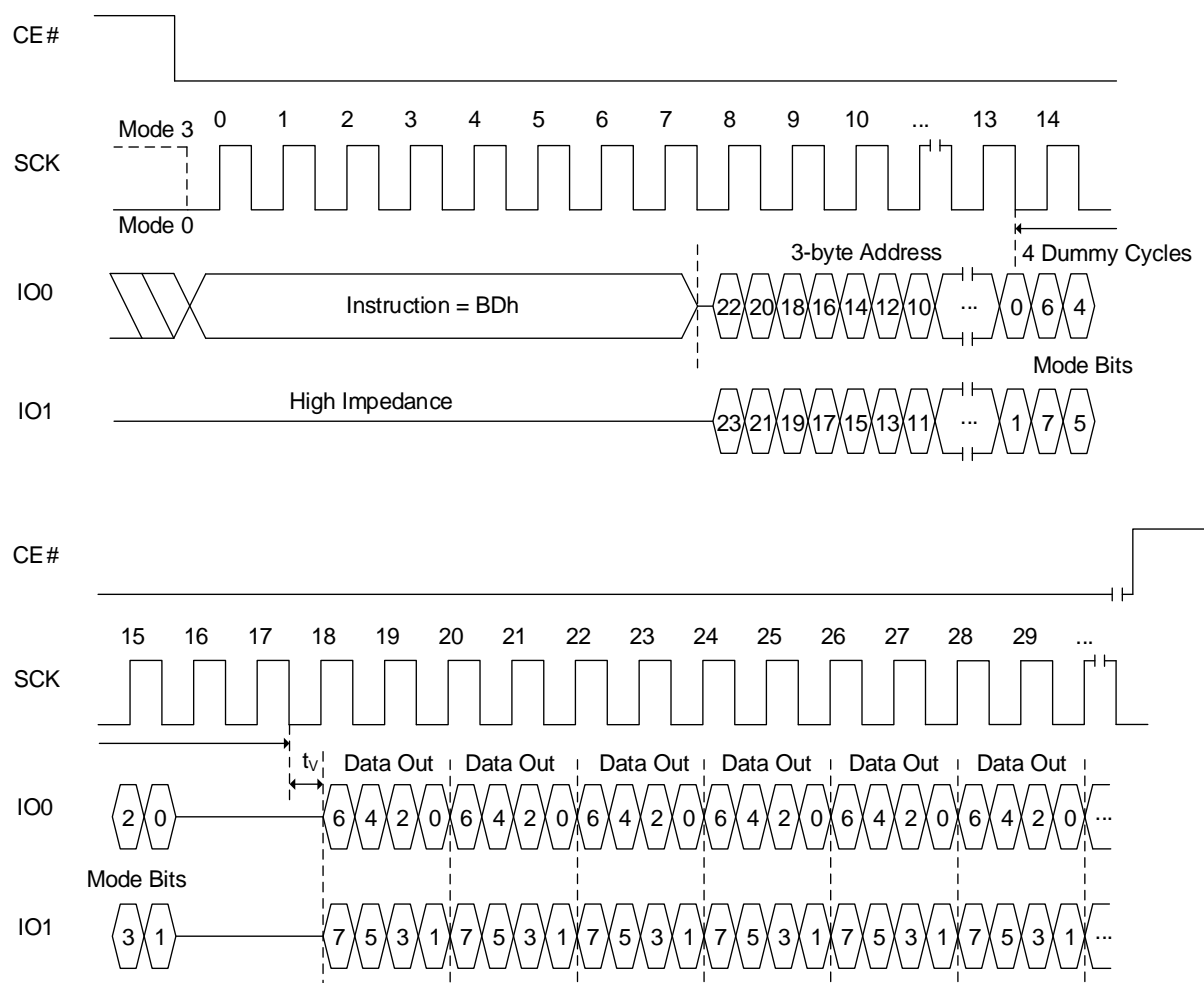 CE#
0 1 2 3 4 5 6 7 8 9 10 ... 13 14
Mode 3
SCK
Mode 0
3-byte Address 4 Dummy Cycles
IO0 Instruction = BDh 22 20 18 16 14 12 10 ... 0 6 4
Mode Bits
IO1 High Impedance 23 21 19 17 15 13 11 ... 1 7 5
CE#
15 16 17 18 19 20 21 22 23 24 25 26 27 28 29 ...
SCK
tV Data Out Data Out Data Out Data Out Data Out Data Out
IO0 2 0 6 4 2 0 6 4 2 0 6 4 2 0 6 4 2 0 6 4 2 0 6 4 2 0 ...
Mode Bits
IO1 3 1 7 5 3 1 7 5 3 1 7 5 3 1 7 5 3 1 7 5 3 1 7 5 3 1 ...